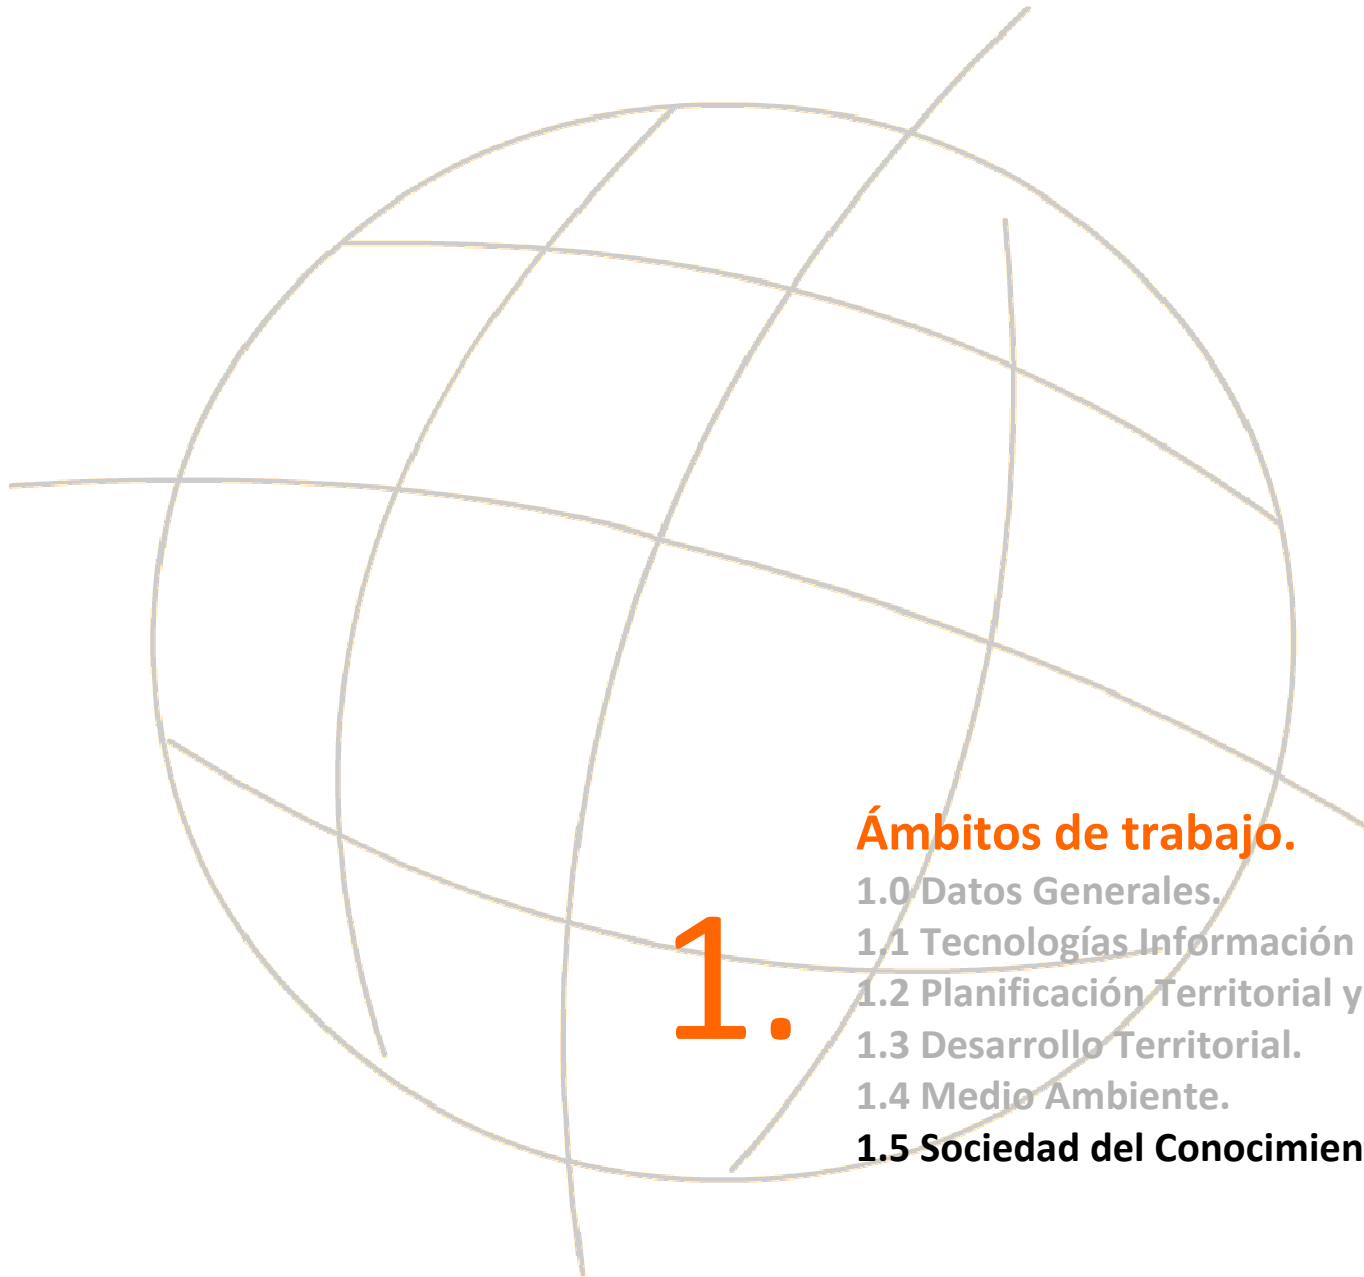 Ámbitos de trabajo.
1.
1.0 Datos Generales.
1.1 Tecnologías Información
1.2 Planificación Territorial y
1.3 Desarrollo Territorial.
1.4 Medio Ambiente.
1.5 Sociedad del Conocimien